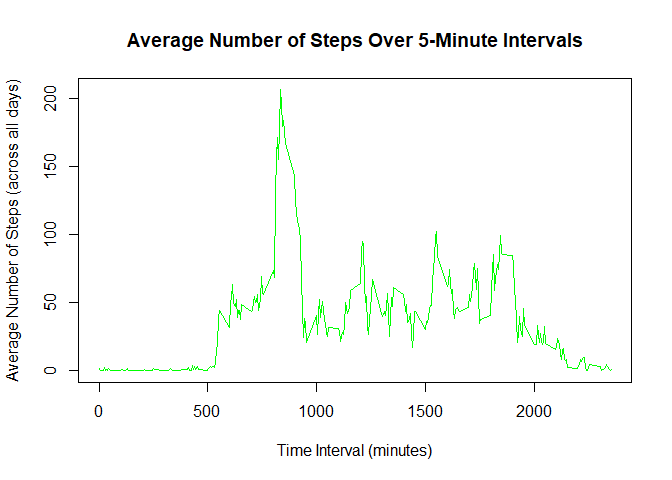 Average Number of Steps Over 5-Minute Intervals
Average Number of Steps (across all days)
200
150
100
50
0
0 500 1000 1500 2000
Time Interval (minutes)